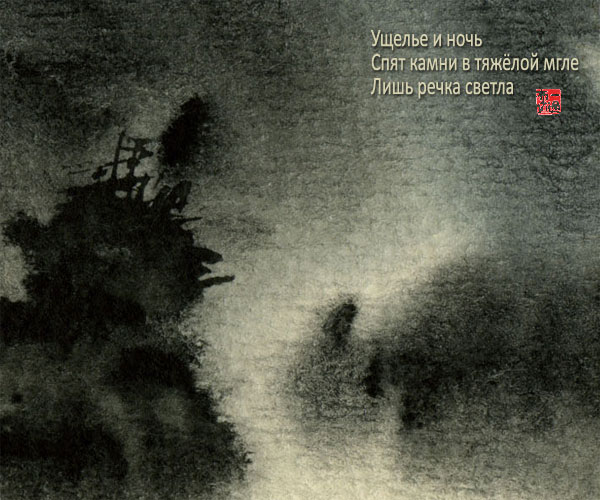 Ущелье и ночь
Спят камни в тяжёлой мгле
Лишь речка светла